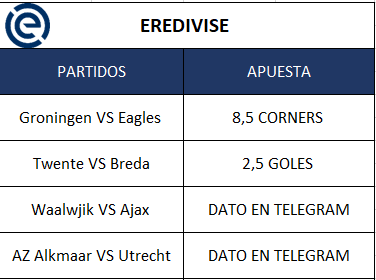 EREDIVISE
PARTIDOS APUESTA
Groningen VS Eagles 8,5 CORNERS
Twente VS Breda 2,5 GOLES
Waalwjik VS Ajax DATO EN TELEGRAM
AZ Alkmaar VS Utrecht DATO EN TELEGRAM